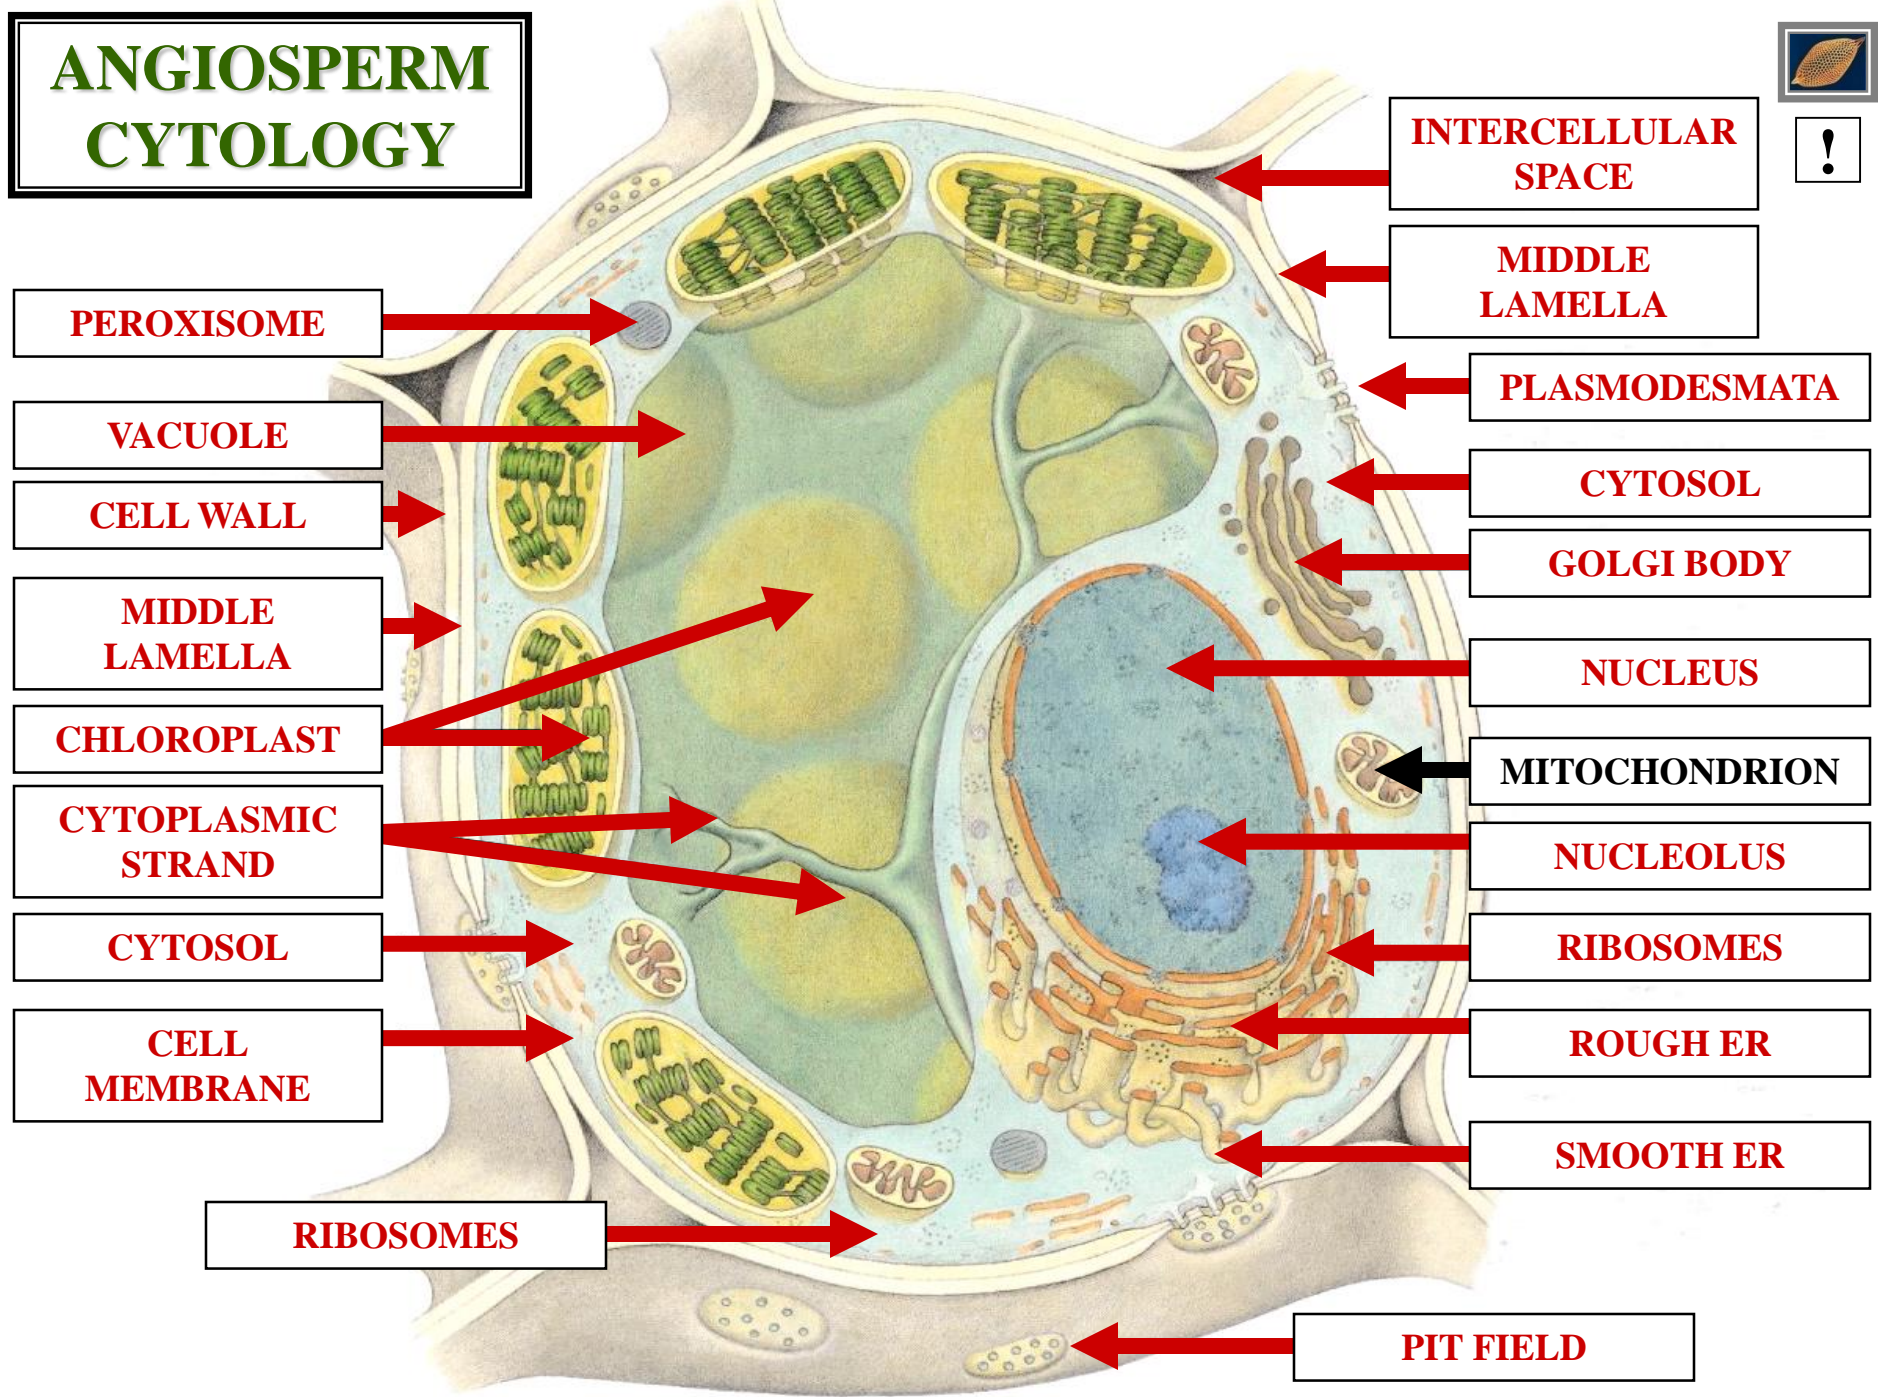 ANGIOSPERM
CYTOLOGY
PEROXISOME
VACUOLE
CELL WALL
MIDDLE
LAMELLA
CHLOROPLAST
CYTOPLASMIC
STRAND
CYTOSOL
CELL
MEMBRANE
RIBOSOMES
INTERCELLULAR
SPACE
!
MIDDLE
LAMELLA
PLASMODESMATA
CYTOSOL
GOLGI BODY
NUCLEUS
MITOCHONDRION
NUCLEOLUS
RIBOSOMES
ROUGH ER
SMOOTH ER
PIT FIELD